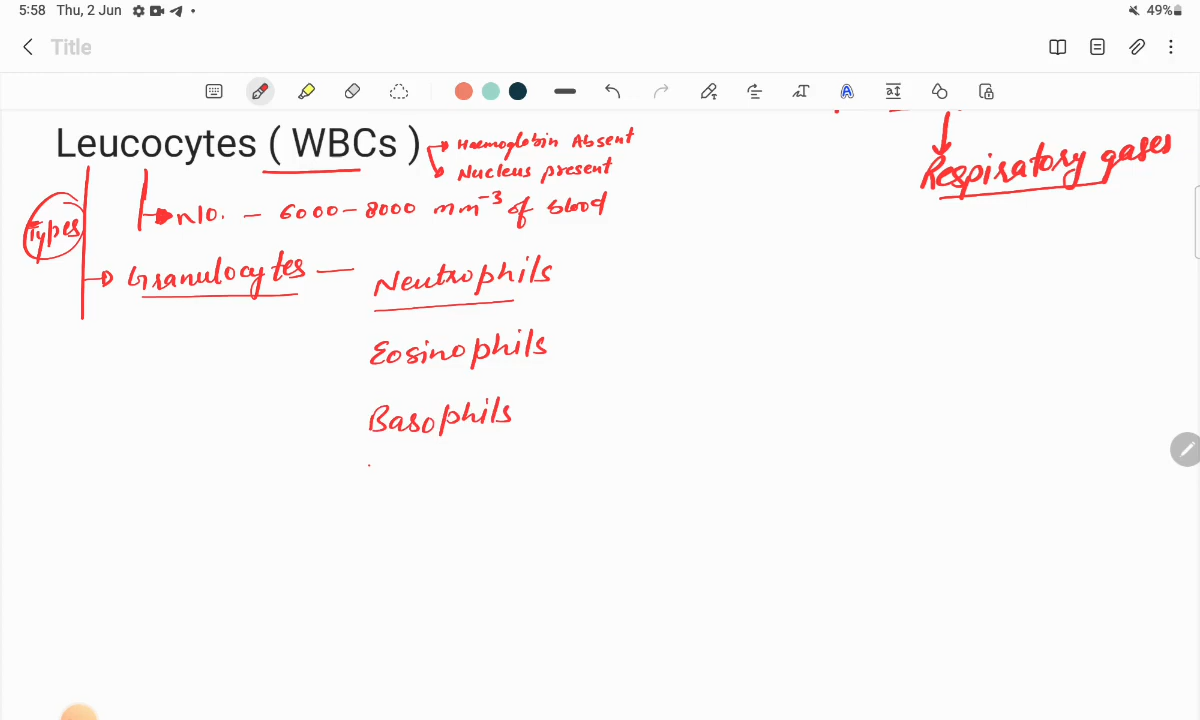 5:58 Thu, 2 Jun
49%
Title
Leucocytes ( WBCs )
Haemoglobin Absent
Nucleus present
Respiratory gases
Types
n10. - 6000-8000 mm-3 of blood
Granulocytes — Neutrophils
Eosinophils
Basophils